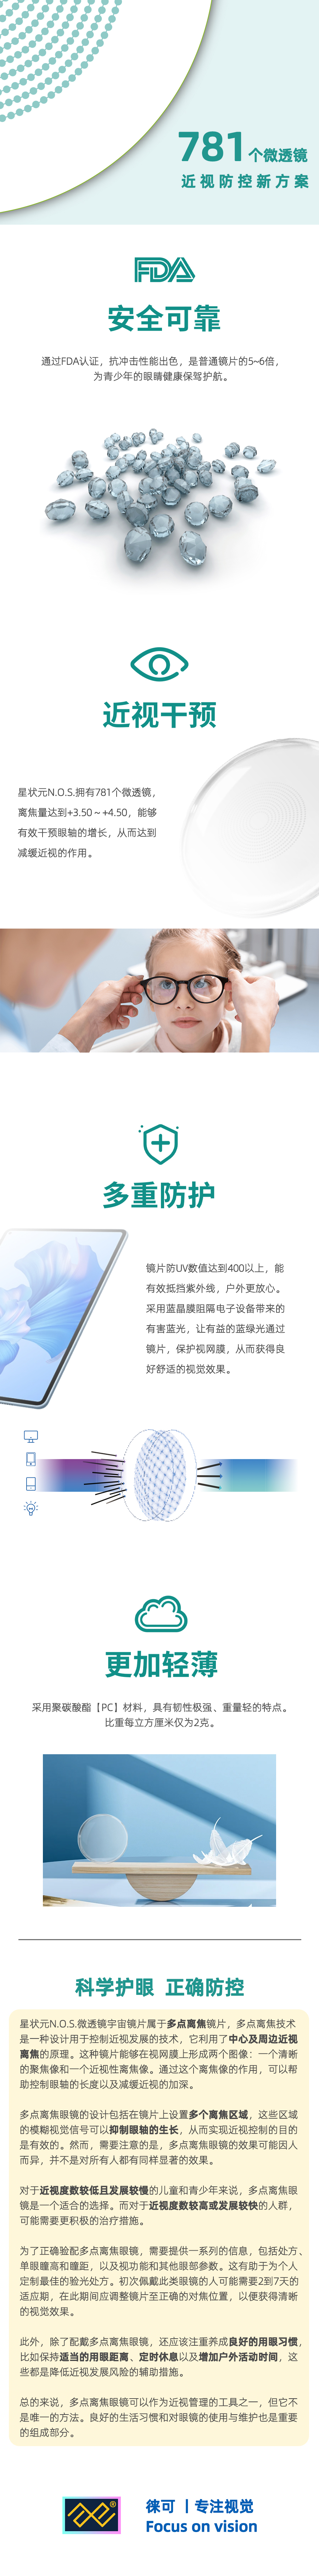 781个微透镜
近视防控新方案
FDA
安全可靠
通过FDA认证，抗冲击性能出色，是普通镜片的5~6倍，
为青少年的眼睛健康保驾护航。
近视干预
星状元N.O.S.拥有781个微透镜，
离焦量达到+3.50～+4.50，能够
有效干预眼轴的增长，从而达到
减缓近视的作用。
多重防护
镜片防UV数值达到400以上，能
有效抵挡紫外线，户外更放心。
采用蓝晶膜阻隔电子设备带来的
有害蓝光，让有益的蓝绿光通过
镜片，保护视网膜，从而获得良
好舒适的视觉效果。
更加轻薄
采用聚碳酸酯【PC】材料，具有韧性极强、重量轻的特点。
比重每立方厘米仅为2克。
科学护眼 正确防控
星状元N.O.S.微透镜宇宙镜片属于多点离焦镜片，多点离焦技术
是一种设计用于控制近视发展的技术，它利用了中心及周边近视
离焦的原理。这种镜片能够在视网膜上形成两个图像：一个清晰
的聚焦像和一个近视性离焦像。通过这个离焦像的作用，可以帮
助控制眼轴的长度以及减缓近视的加深。
多点离焦眼镜的设计包括在镜片上设置多个离焦区域，这些区域
的模糊视觉信号可以抑制眼轴的生长，从而实现近视控制的目的
是有效的。然而，需要注意的是，多点离焦眼镜的效果可能因人
而异，并不是对所有人都有同样显著的效果。
对于近视度数较低且发展较慢的儿童和青少年来说，多点离焦眼
镜是一个适合的选择。而对于近视度数较高或发展较快的人群，
可能需要更积极的治疗措施。
为了正确验配多点离焦眼镜，需要提供一系列的信息，包括处方、
单眼瞳高和瞳距，以及视功能和其他眼部参数。这有助于为个人
定制最佳的验光处方。初次佩戴此类眼镜的人可能需要2到7天的
适应期，在此期间应调整镜片至正确的对焦位置，以便获得清晰
的视觉效果。
此外，除了配戴多点离焦眼镜，还应该注重养成良好的用眼习惯，
比如保持适当的用眼距离、定时休息以及增加户外活动时间，这
些都是降低近视发展风险的辅助措施。
总的来说，多点离焦眼镜可以作为近视管理的工具之一，但它不
是唯一的方法。良好的生活习惯和对眼镜的使用与维护也是重要
的组成部分。
®
徕可 丨专注视觉
Focus on vision